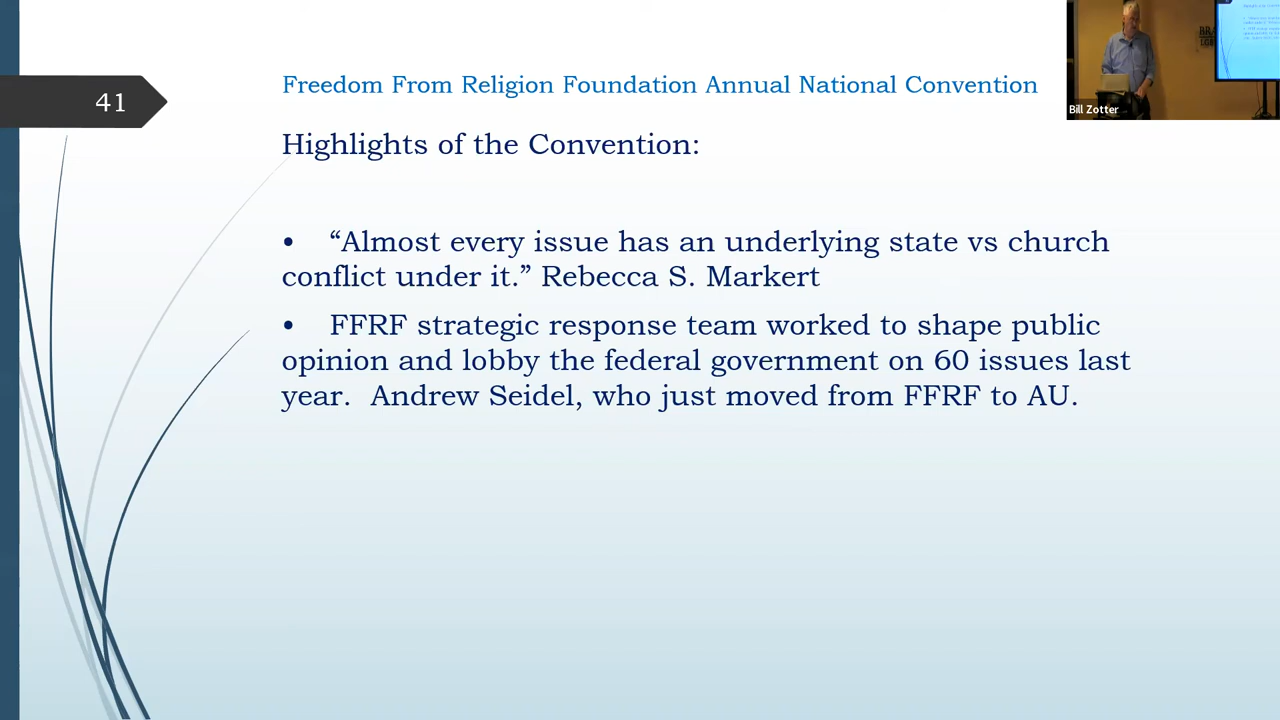 41
Freedom From Religion Foundation Annual National Convention
Highlights of the Convention:
• “Almost every issue has an underlying state vs church
conflict under it.” Rebecca S. Markert
• FFRF strategic response team worked to shape public
opinion and lobby the federal government on 60 issues last
year. Andrew Seidel, who just moved from FFRF to AU.
Bill Zotter